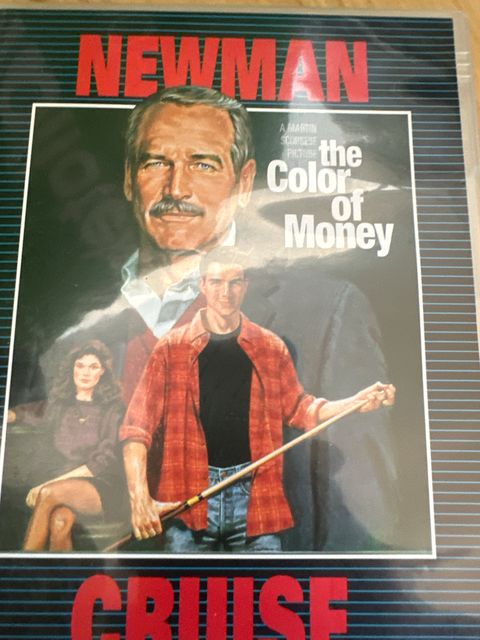 NEWMAN
A MARTIN
SCORSESE
PICTURE
the
Color
of
Money
CRUISE